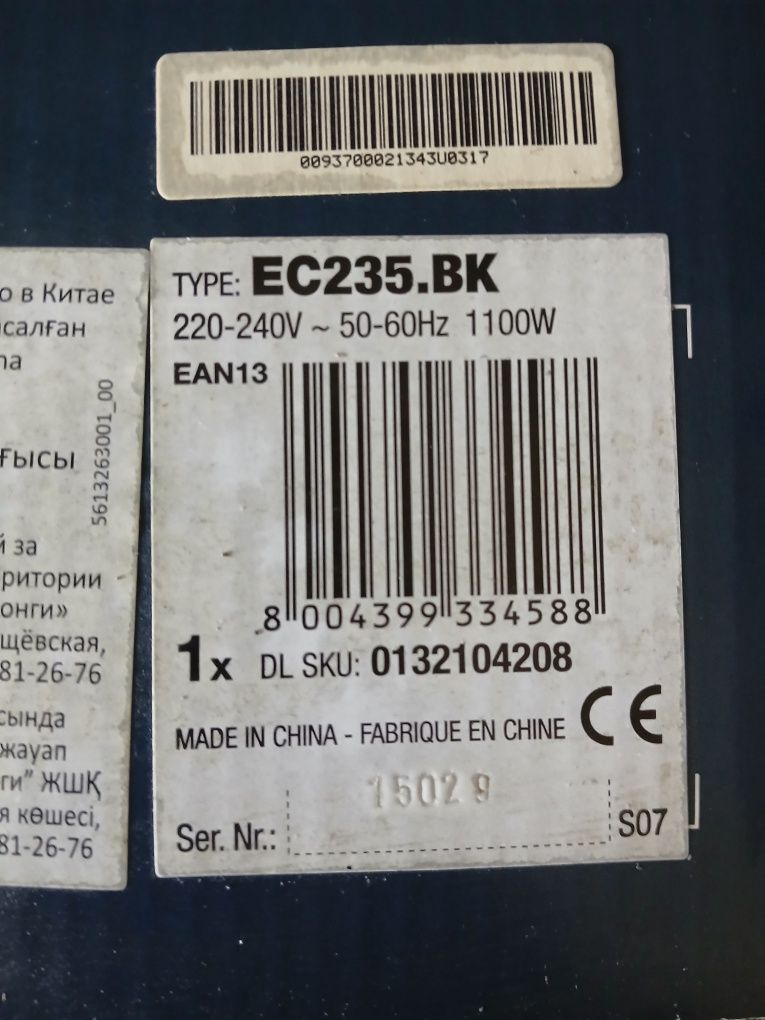 0093700021343U0317
о в Китае
салған
па
5613263001_00
ғысы
й за
ритории
онги»
щёвская,
81-26-76
сында
жауап
ги" ЖШҚ
я көшесі,
81-26-76
TYPE: EC235.BK
220-240V ~ 50-60Hz 1100W
EAN13
8 004399 334588
1x DL SKU: 0132104208
MADE IN CHINA - FABRIQUE EN CHINE CE
15029
Ser. Nr.: S07